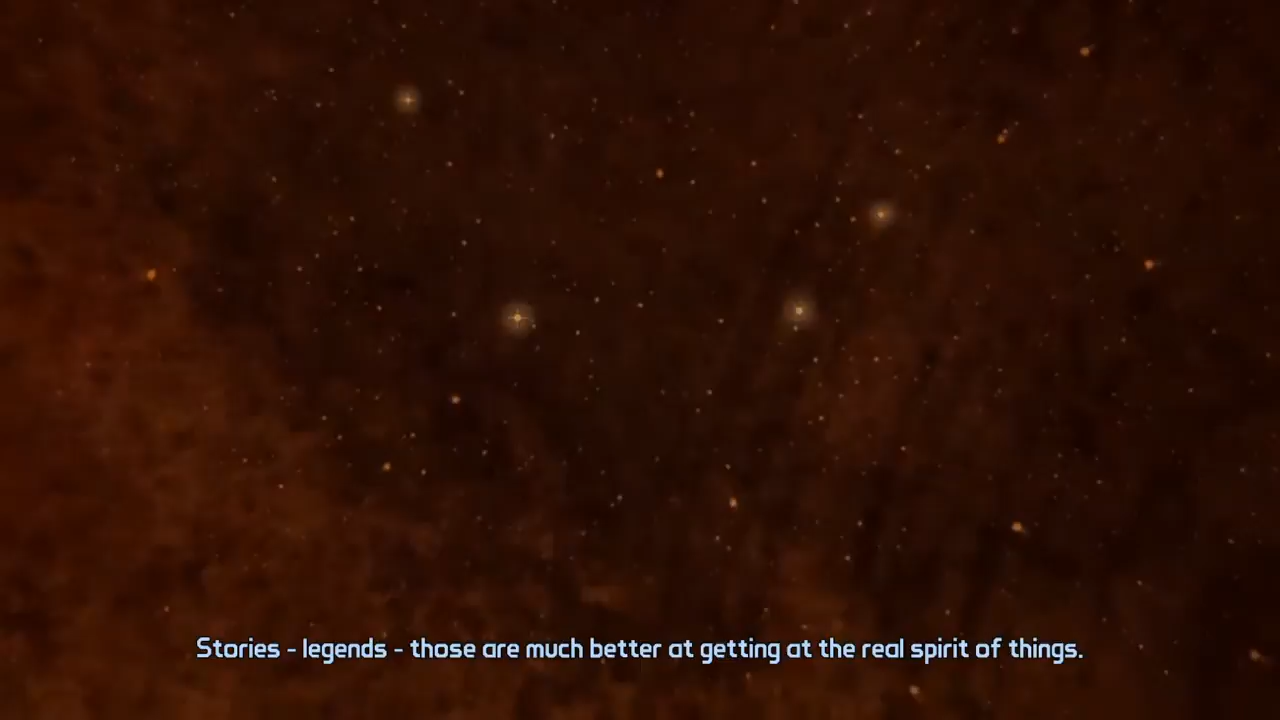 Stories - legends - those are much better at getting at the real spirit of things.